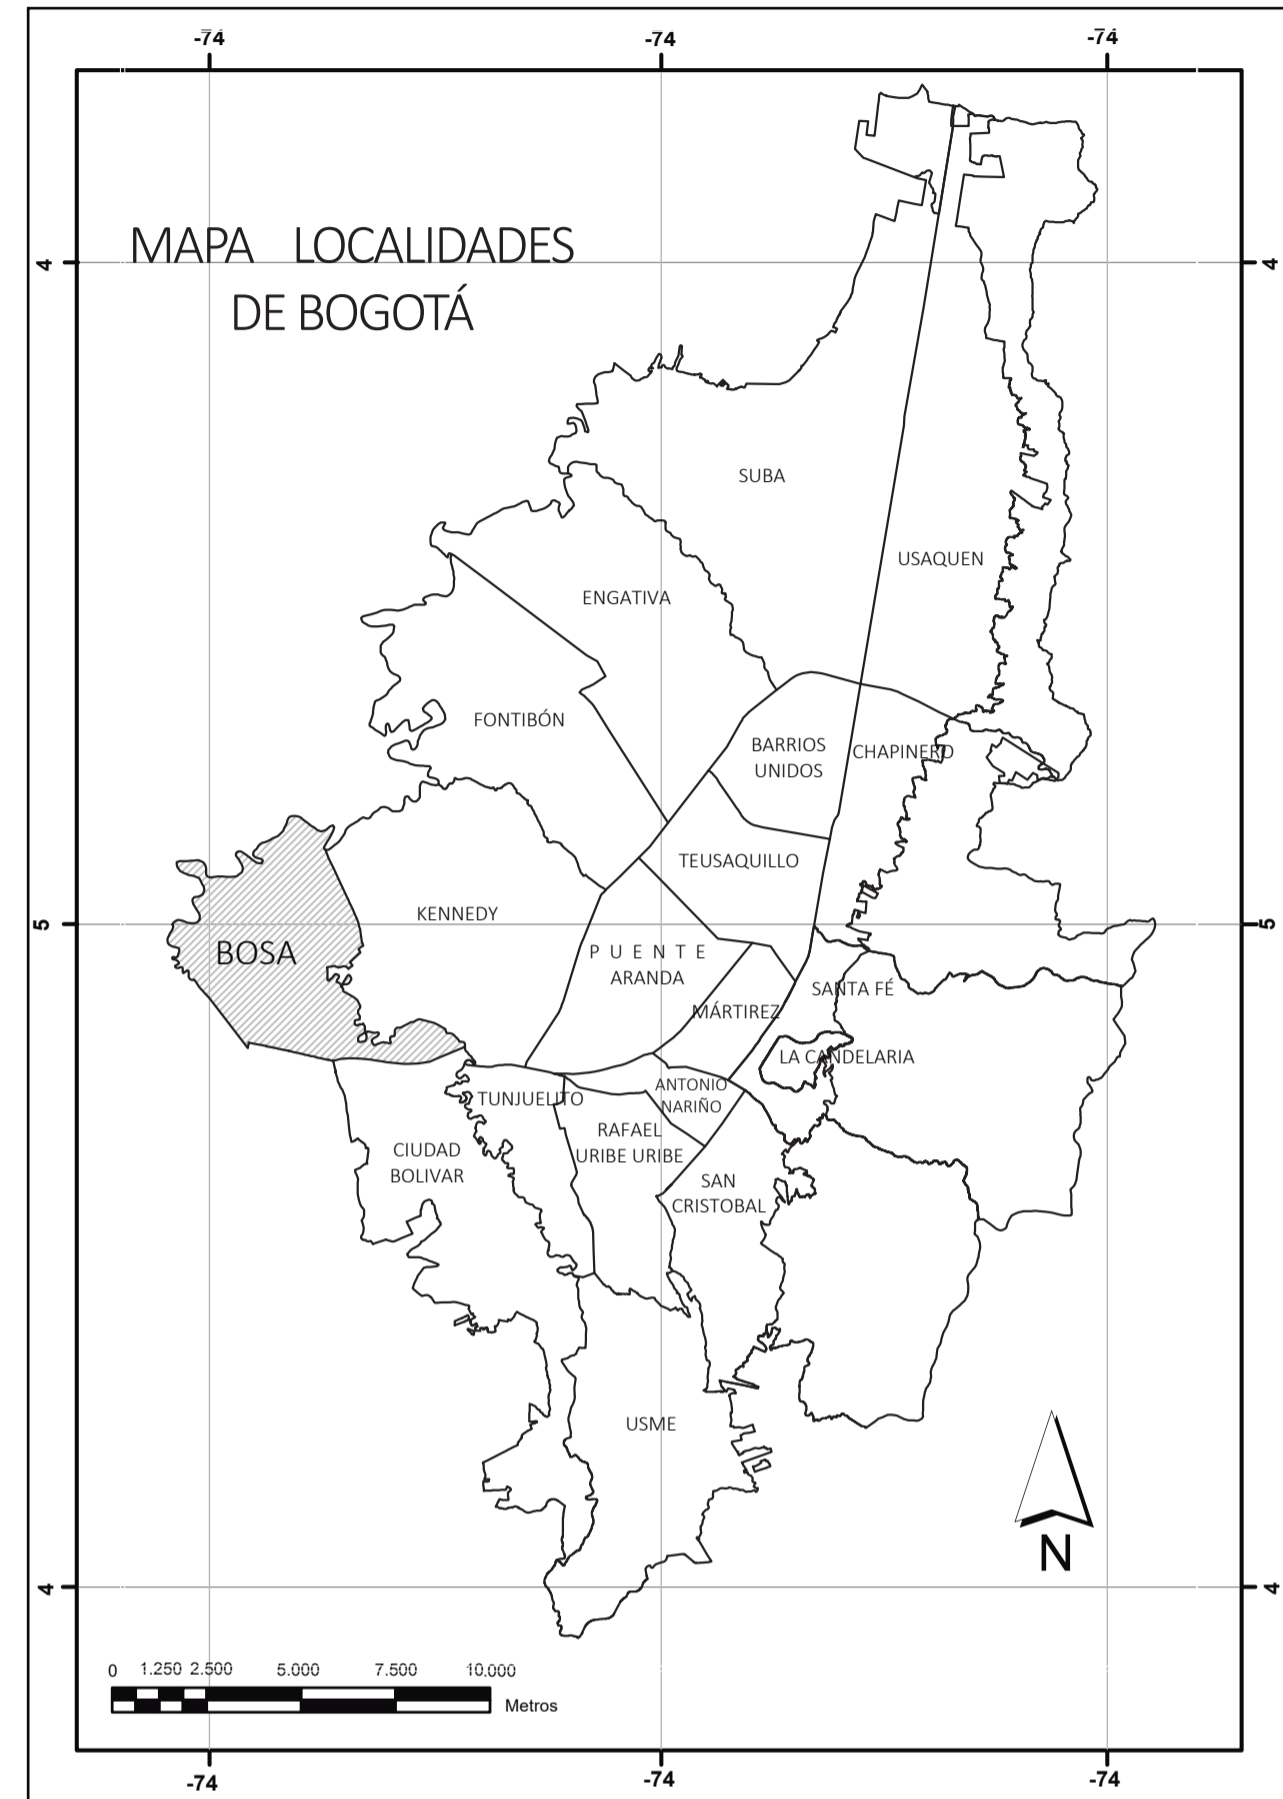 -74 -74 -74
MAPA LOCALIDADES
4 4
DE BOGOTÁ
SUBA
USAQUEN
ENGATIVA
FONTIBÓN
BARRIOS
UNIDOS
CHAPINERO
TEUSAQUILLO
KENNEDY
5 5
BOSA
P U E N T E
ARANDA
SANTA FÉ
MÁRTIREZ
LA CANDELARIA
ANTONIO
NARIÑO
TUNJUELITO
RAFAEL
URIBE URIBE
CIUDAD
BOLIVAR
SAN
CRISTOBAL
USME
N
4 4
0 1.250 2.500 5.000 7.500 10.000
Metros
-74 -74 -74